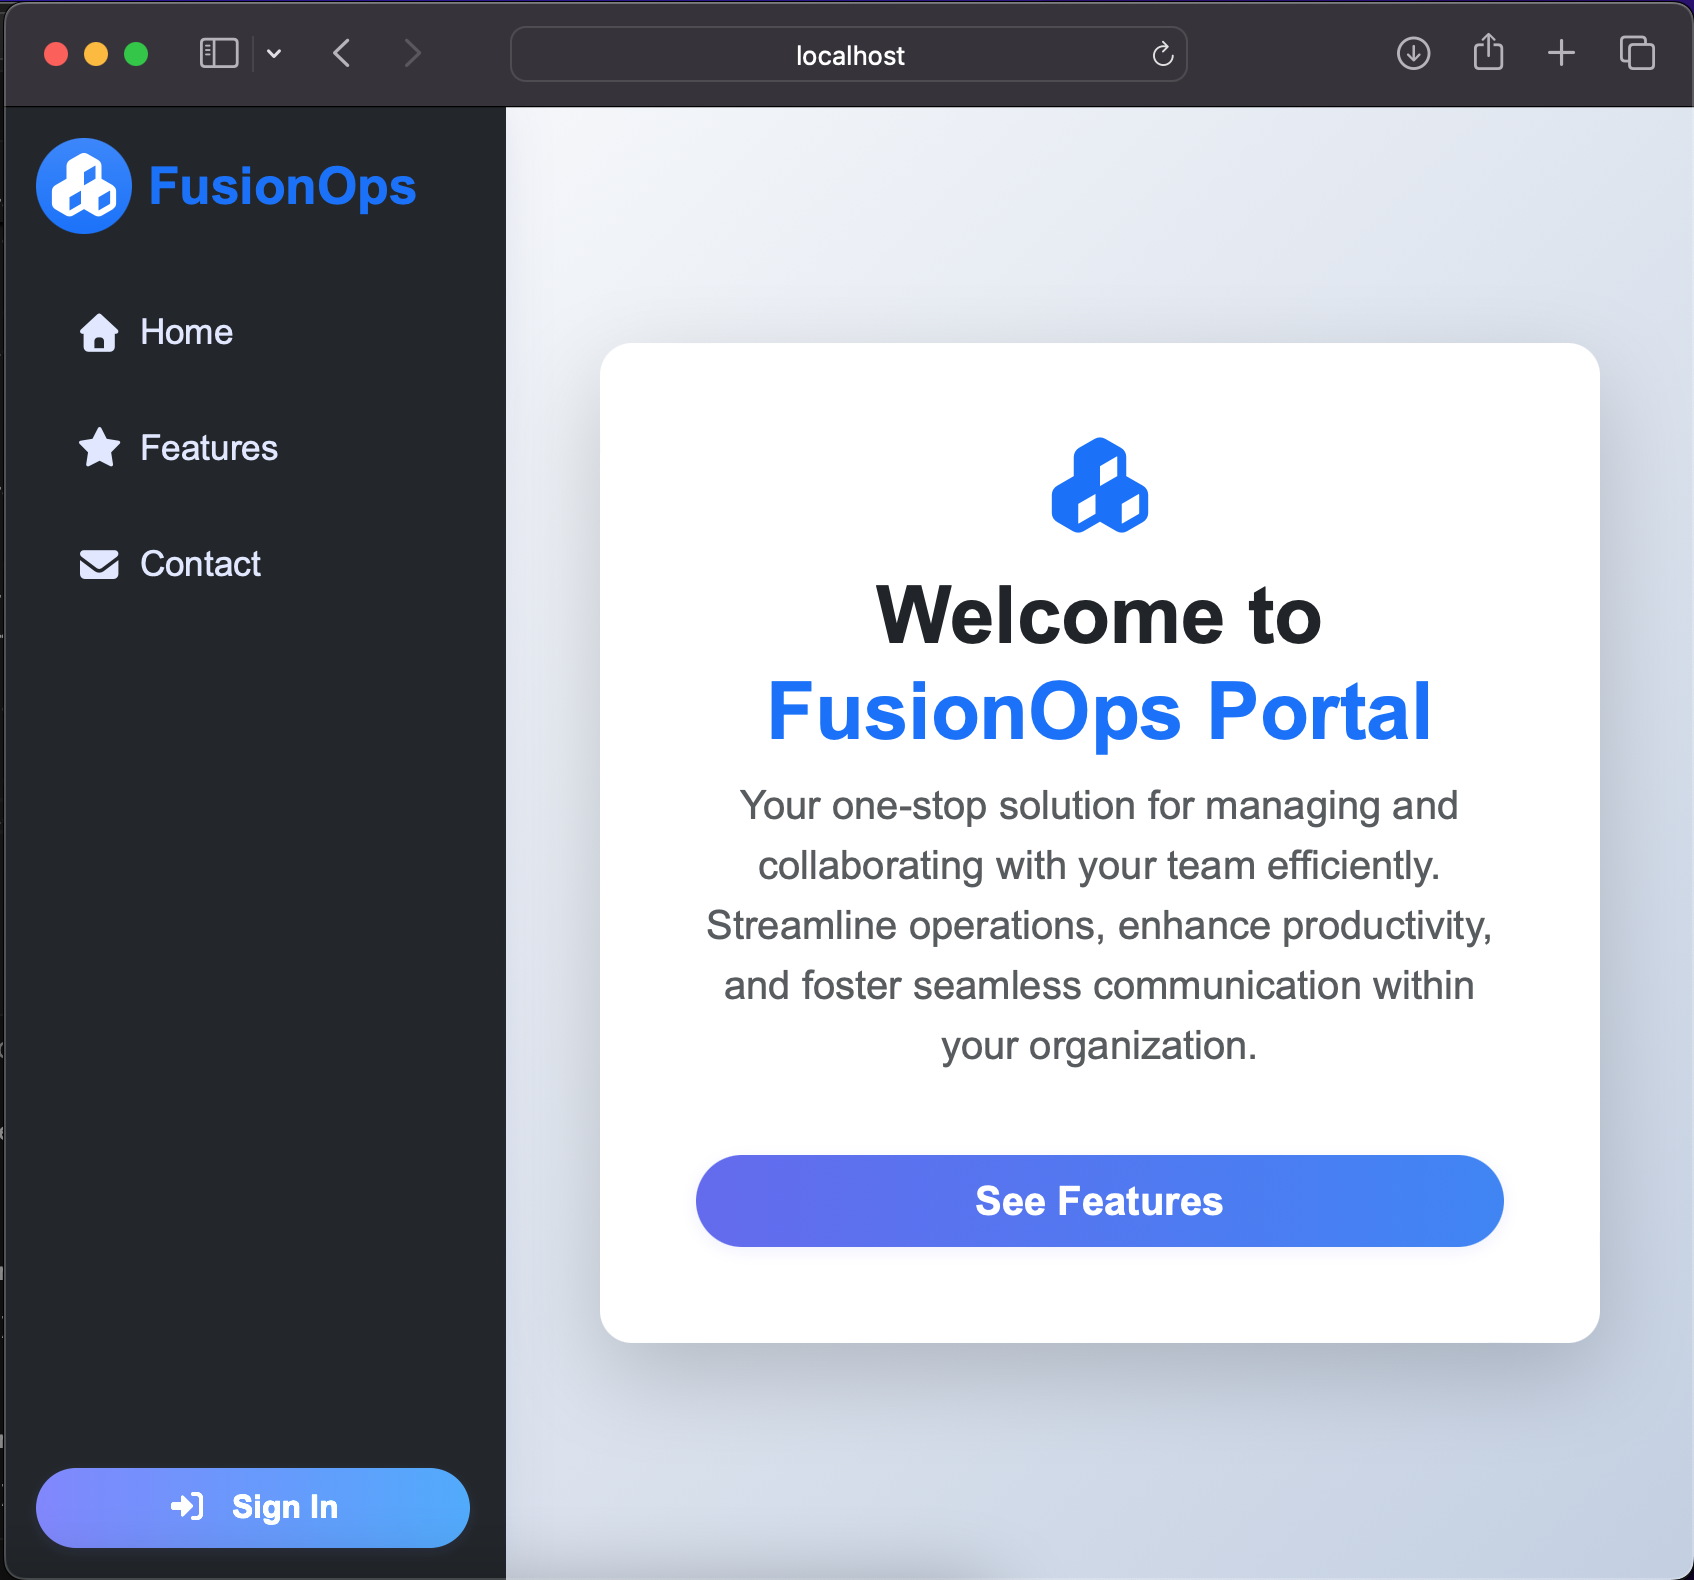 localhost
FusionOps
Home
Features
Contact
Sign In
Welcome to
FusionOps Portal
Your one-stop solution for managing and
collaborating with your team efficiently.
Streamline operations, enhance productivity,
and foster seamless communication within
your organization.
See Features